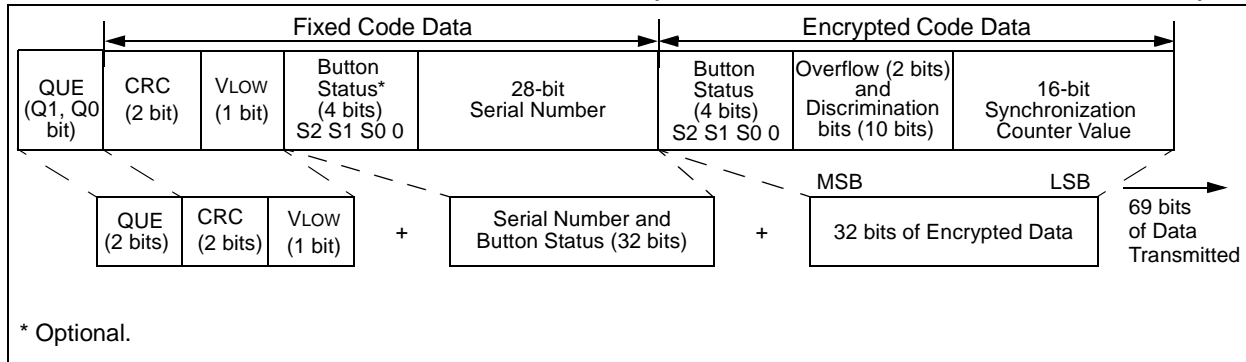 Fixed Code Data
Encrypted Code Data
QUE
(Q1, Q0
bit)
CRC
(2 bit)
VLOW
(1 bit)
Button
Status*
(4 bits)
S2 S1 S0 0
28-bit
Serial Number
Button
Status
(4 bits)
S2 S1 S0 0
Overflow (2 bits)
and
Discrimination
bits (10 bits)
16-bit
Synchronization
Counter Value
MSB
LSB
QUE
(2 bits)
CRC
(2 bits)
VLOW
(1 bit)
+
Serial Number and
Button Status (32 bits)
+
32 bits of Encrypted Data
69 bits
of Data
Transmitted
* Optional.